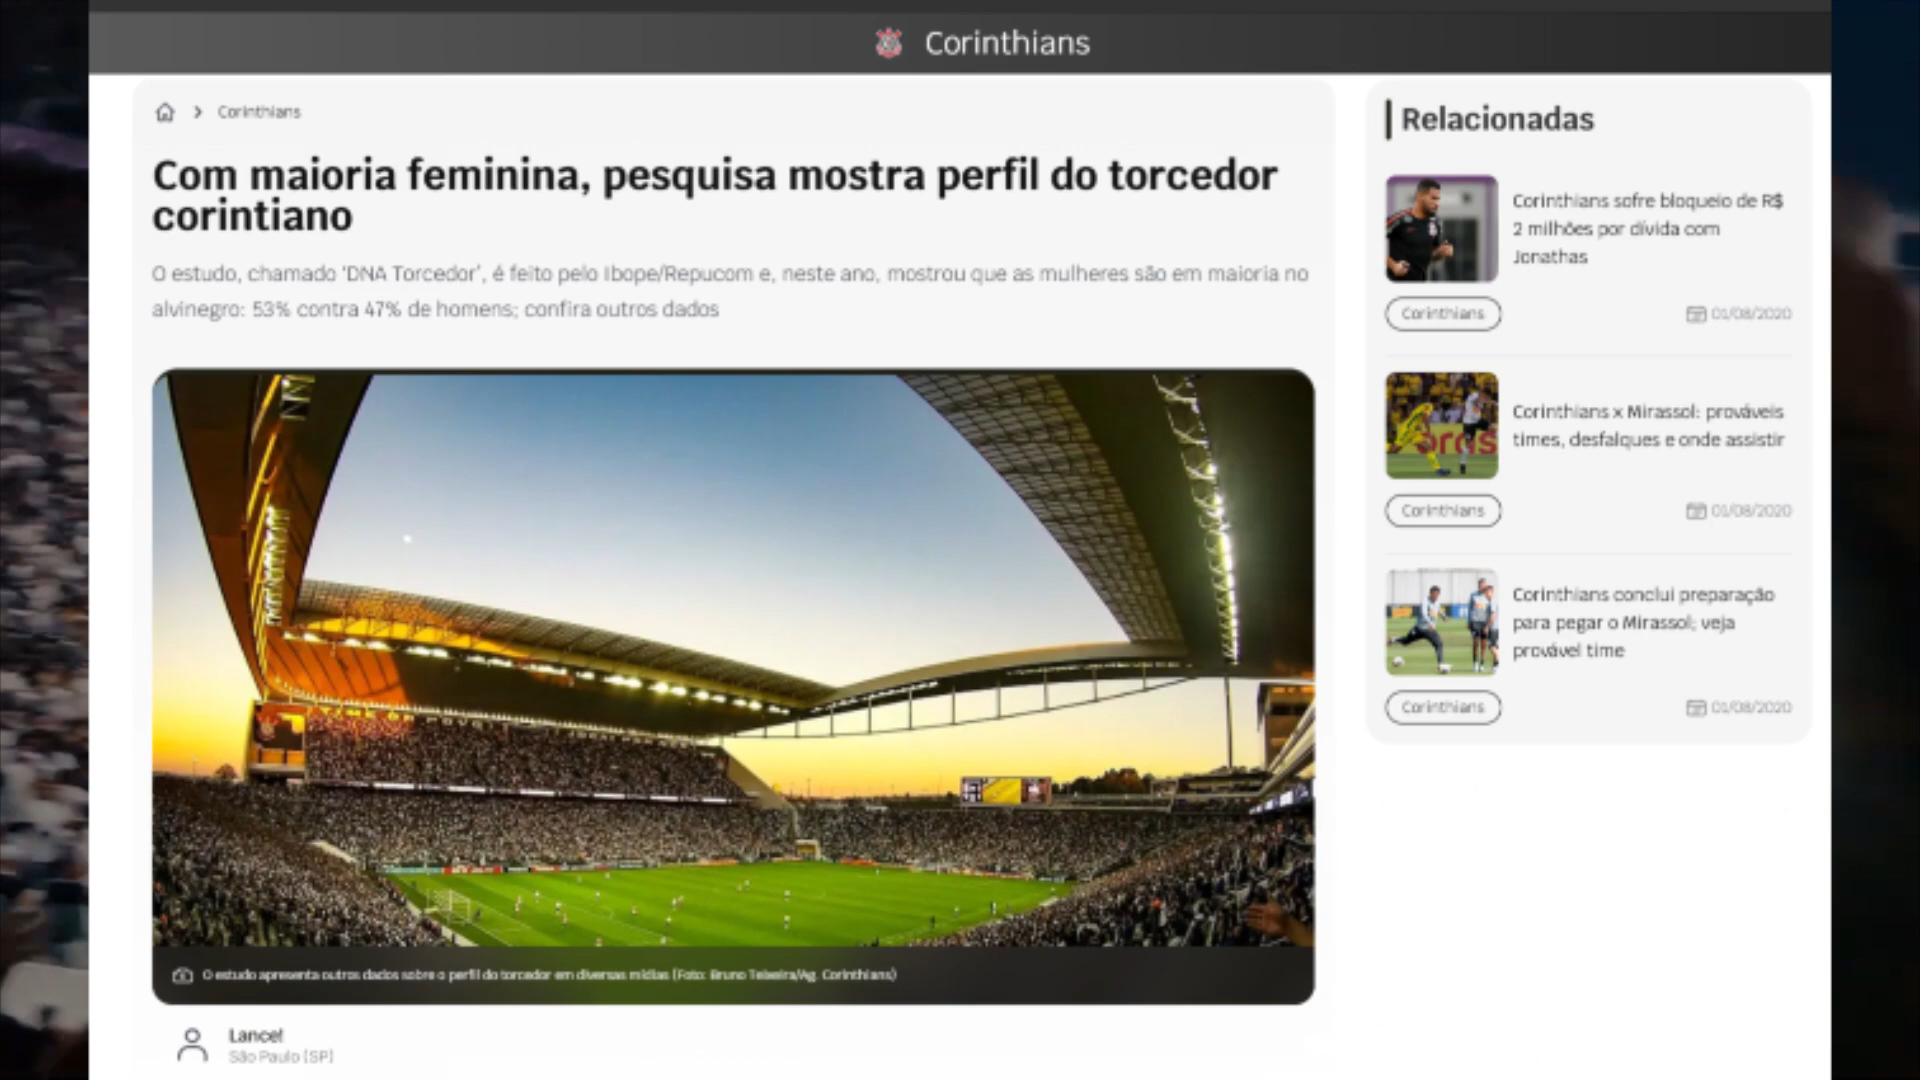 Corinthians
Corinthians
Com maioria feminina, pesquisa mostra perfil do torcedor
corintiano
O estudo, chamado ‘DNA Torcedor’, é feito pelo Ibope/Repucom e, neste ano, mostrou que as mulheres são em maioria no
alvinegro: 53% contra 47% de homens; confira outros dados
O estudo apresenta outros dados sobre o perfil do torcedor em diversas mídias (Foto: Bruno Teixeira/Ag. Corinthians)
Lance!
São Paulo (SP)
Relacionadas
Corinthians sofre bloqueio de R$
2 milhões por dívida com
Jonathas
Corinthians
01/08/2020
Corinthians x Mirassol: prováveis
times, desfalques e onde assistir
Corinthians
01/08/2020
Corinthians conclui preparação
para pegar o Mirassol; veja
provável time
Corinthians
01/08/2020